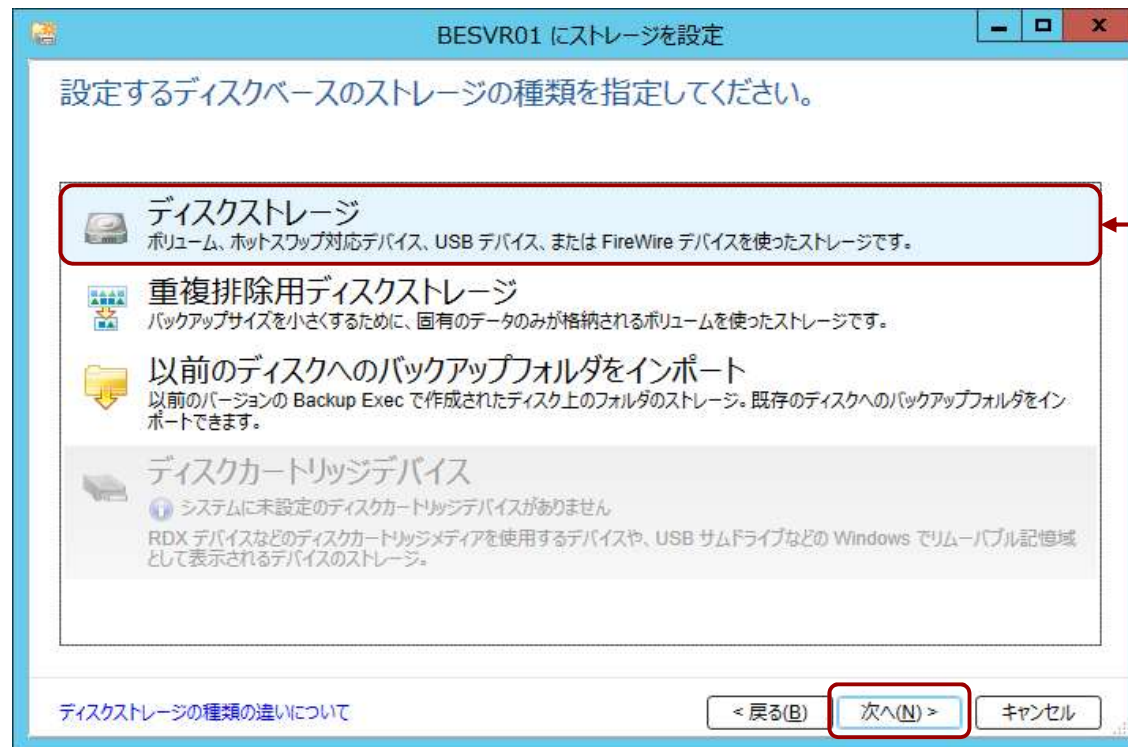 BESVR01 にストレージを設定
設定するディスクベースのストレージの種類を指定してください。
ディスクストレージ
ボリューム、ホットスワップ対応デバイス、USB デバイス、または FireWire デバイスを使ったストレージです。
重複排除用ディスクストレージ
バックアップサイズを小さくするために、固有のデータのみが格納されるボリュームを使ったストレージです。
以前のディスクへのバックアップフォルダをインポート
以前のバージョンの Backup Exec で作成されたディスク上のフォルダのストレージ。既存のディスクへのバックアップフォルダをイン
ポートできます。
ディスクカートリッジデバイス
システムに未設定のディスクカートリッジデバイスがありません
RDX デバイスなどのディスクカートリッジメディアを使用するデバイスや、USB サムドライブなどの Windows でリムーバブル記憶域
として表示されるデバイスのストレージ。
ディスクストレージの種類の違いについて
< 戻る(B)
次へ(N) >
キャンセル